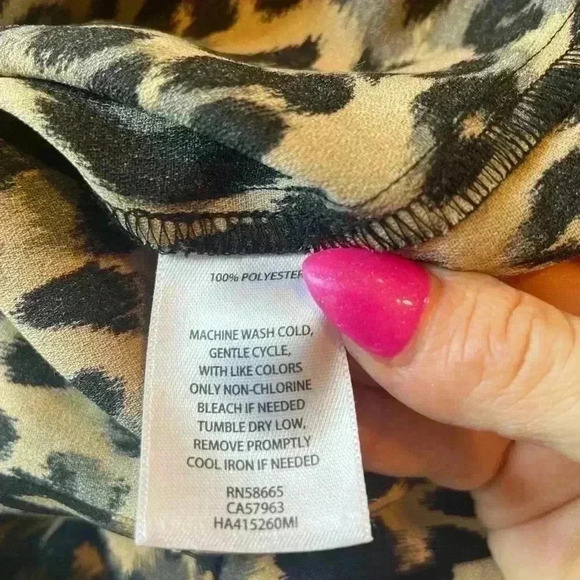 100% POLYESTER
MACHINE WASH COLD,
GENTLE CYCLE,
WITH LIKE COLORS
ONLY NON-CHLORINE
BLEACH IF NEEDED
TUMBLE DRY LOW,
REMOVE PROMPTLY
COOL IRON IF NEEDED
RN58665
CA57963
HA415260MI